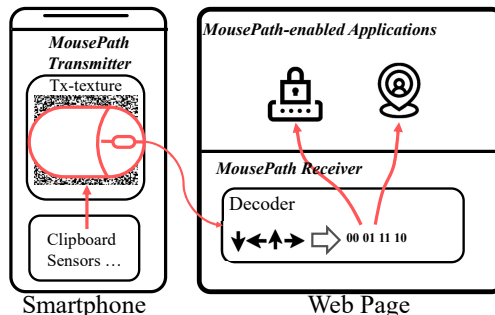 MousePath
Transmitter
Tx-texture
Clipboard
Sensors ...
Smartphone
MousePath-enabled Applications
MousePath Receiver
Decoder
00 01 11 10
Web Page